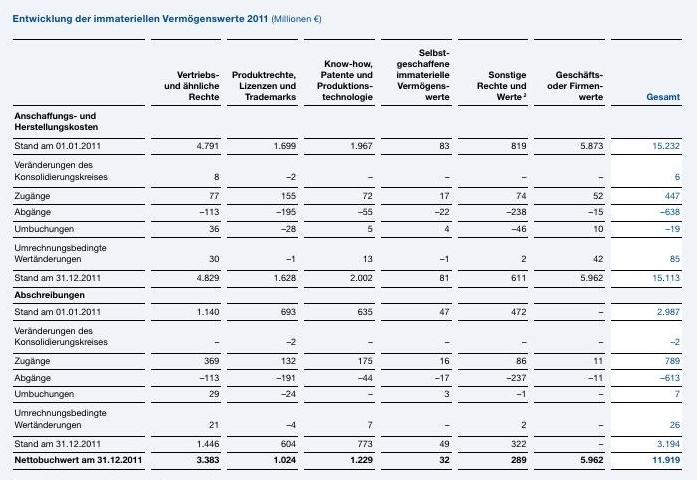 Entwicklung der immateriellen Vermögenswerte 2011 (Millionen €)
Vertriebs- und ähnliche Rechte Produktrechte, Lizenzen und Trademarks Know-how, Patente und Produktions- technologie Selbst- geschaffene immaterielle Vermögens- werte Sonstige Rechte und Werte ² Geschäfts- oder Firmen- werte Gesamt
Anschaffungs- und
Herstellungskosten
Stand am 01.01.2011 4.791 1.699 1.967 83 819 5.873 15.232
Veränderungen des
Konsolidierungskreises 8 –2 – – – – 6
Zugänge 77 155 72 17 74 52 447
Abgänge –113 –195 –55 –22 –238 –15 –638
Umbuchungen 36 –28 5 4 –46 10 –19
Umrechnungsbedingte
Wertänderungen 30 –1 13 –1 2 42 85
Stand am 31.12.2011 4.829 1.628 2.002 81 611 5.962 15.113
Abschreibungen
Stand am 01.01.2011 1.140 693 635 47 472 – 2.987
Veränderungen des
Konsolidierungskreises – –2 – – – – –2
Zugänge 369 132 175 16 86 11 789
Abgänge –113 –191 –44 –17 –237 –11 –613
Umbuchungen 29 –24 – 3 –1 – 7
Umrechnungsbedingte
Wertänderungen 21 –4 7 – 2 – 26
Stand am 31.12.2011 1.446 604 773 49 322 – 3.194
Nettobuchwert am 31.12.2011 3.383 1.024 1.229 32 289 5.962 11.919